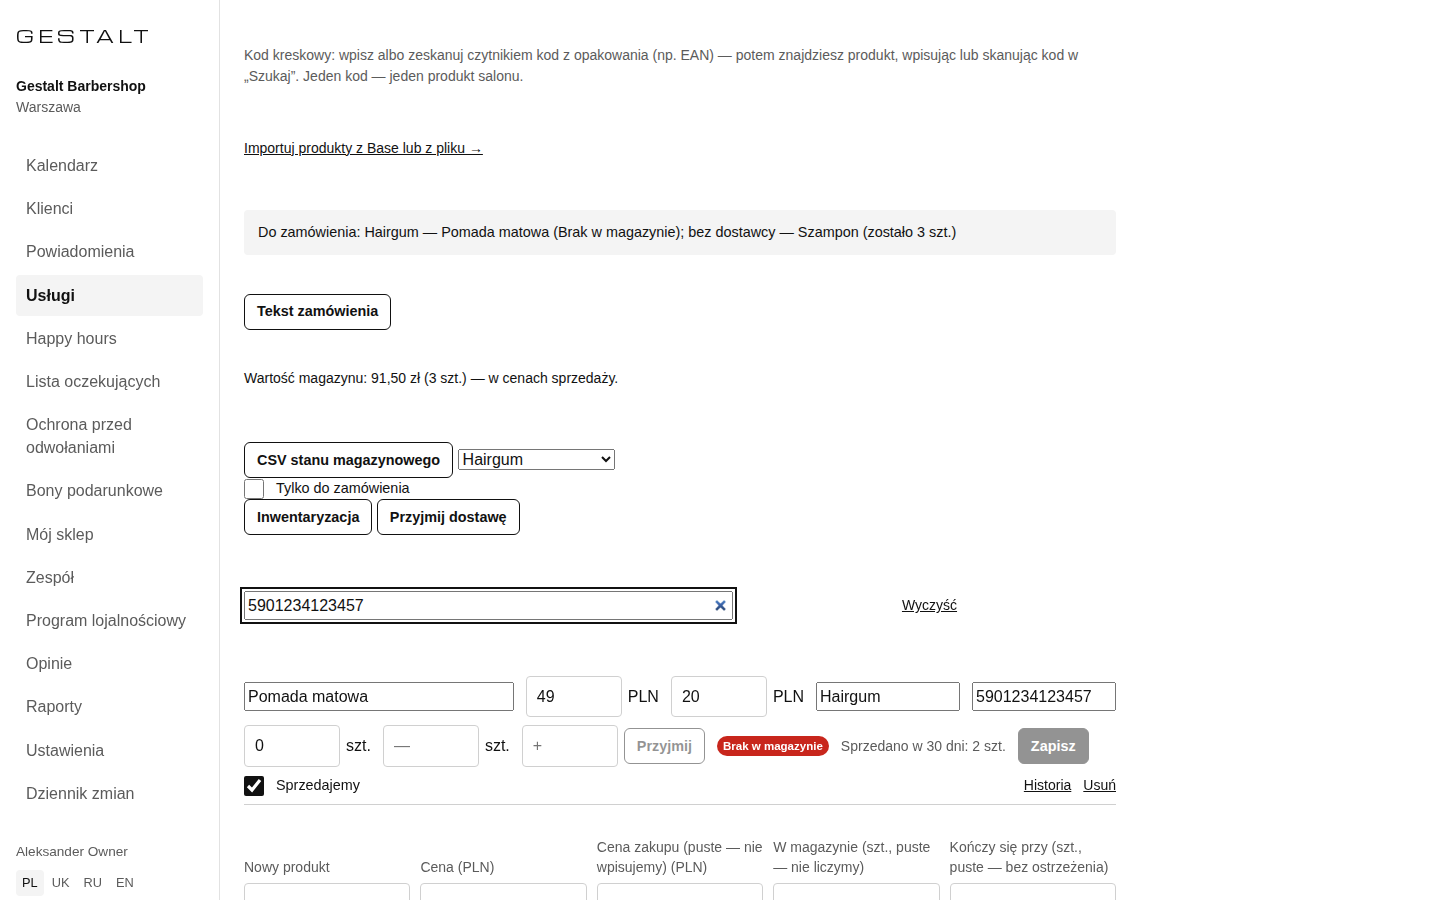 GESTALT
Gestalt Barbershop
Warszawa
Kalendarz
Klienci
Powiadomienia
Usługi
Happy hours
Lista oczekujących
Ochrona przed
odwołaniami
Bony podarunkowe
Mój sklep
Zespół
Program lojalnościowy
Opinie
Raporty
Ustawienia
Dziennik zmian
Aleksander Owner
PL UK RU EN
Kod kreskowy: wpisz albo zeskanuj czytnikiem kod z opakowania (np. EAN) — potem znajdziesz produkt, wpisując lub skanując kod w
„Szukaj”. Jeden kod — jeden produkt salonu.
Importuj produkty z Base lub z pliku →
Do zamówienia: Hairgum — Pomada matowa (Brak w magazynie); bez dostawcy — Szampon (zostało 3 szt.)
Tekst zamówienia
Wartość magazynu: 91,50 zł (3 szt.) — w cenach sprzedaży.
CSV stanu magazynowego Hairgum
Tylko do zamówienia
Inwentaryzacja Przyjmij dostawę
5901234123457 Wyczyść
Pomada matowa 49 PLN 20 PLN Hairgum 5901234123457
0 szt. — szt. + Przyjmij Brak w magazynie Sprzedano w 30 dni: 2 szt. Zapisz
Sprzedajemy Historia Usuń
Nowy produkt
Cena (PLN)
Cena zakupu (puste — nie
wpisujemy) (PLN)
W magazynie (szt., puste
— nie liczymy)
Kończy się przy (szt.,
puste — bez ostrzeżenia)